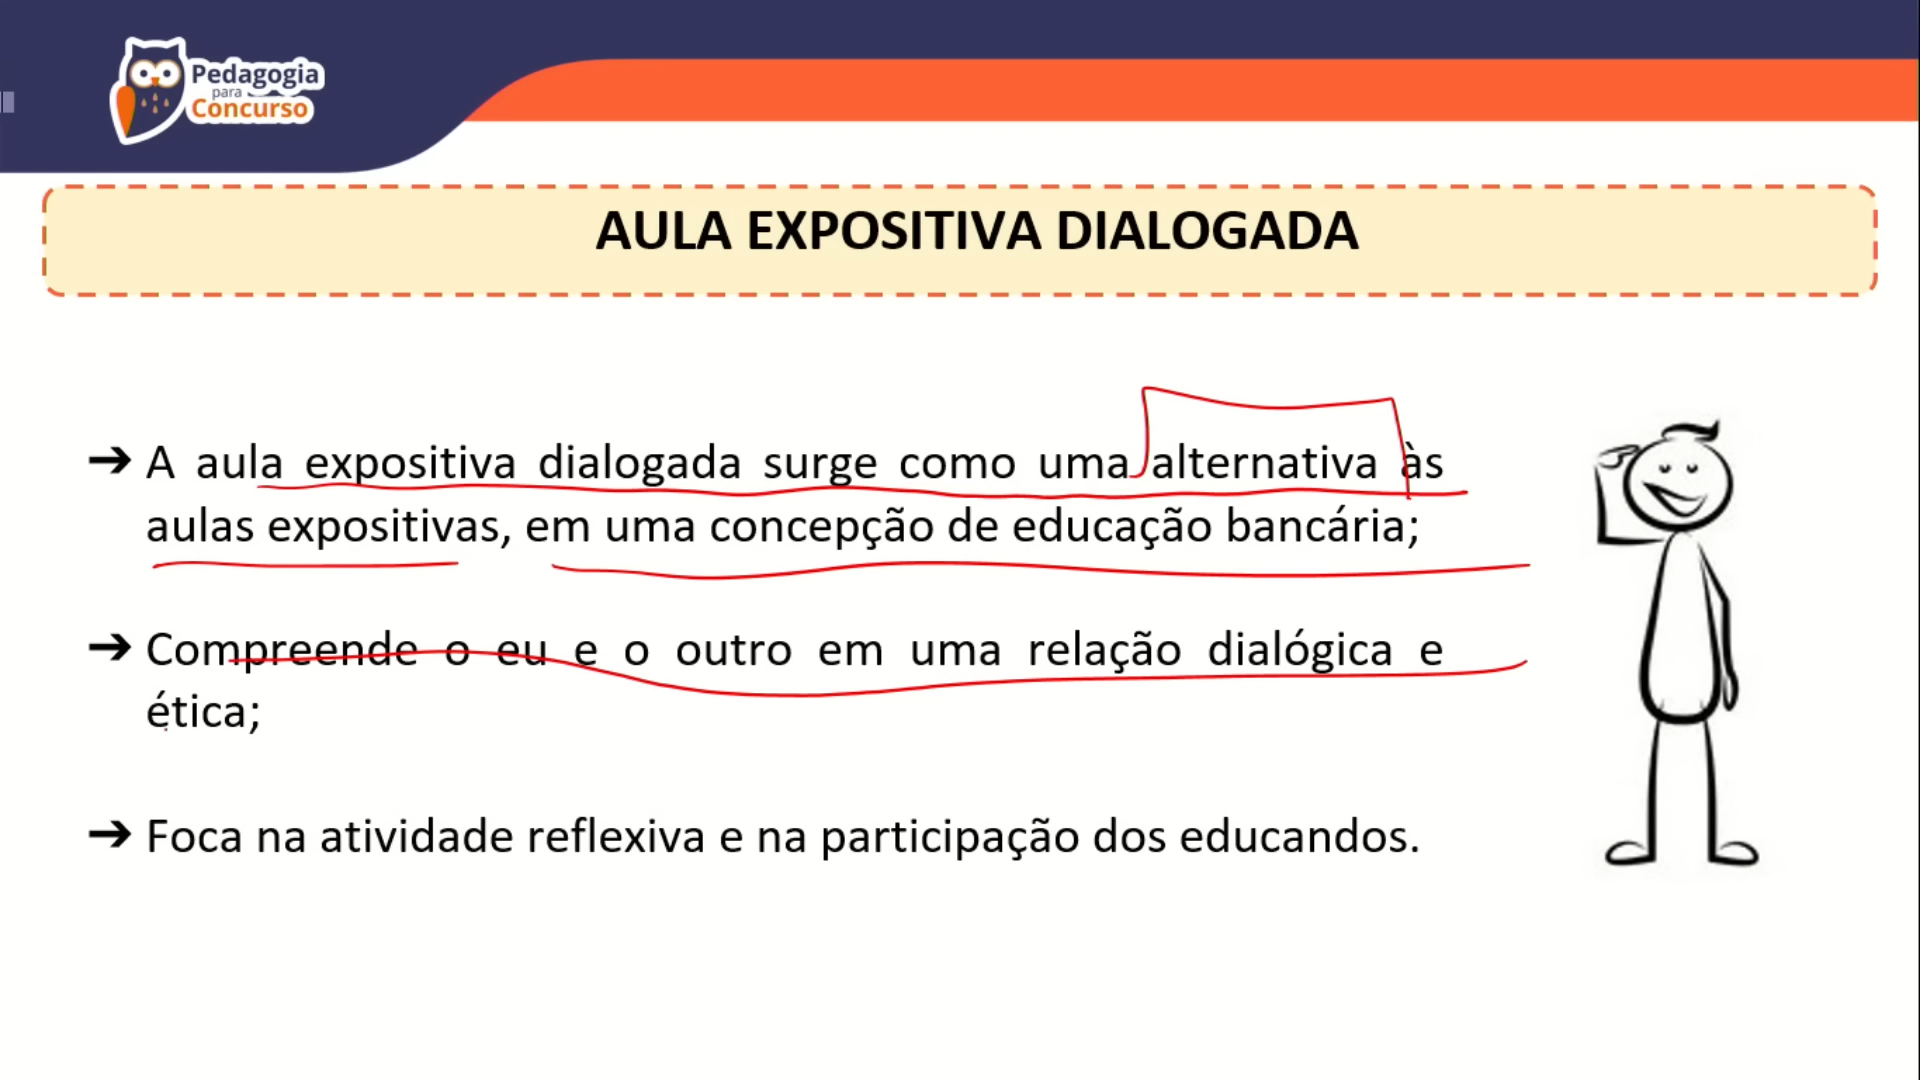 Pedagogia
para
Concurso
AULA EXPOSITIVA DIALOGADA
➔ A aula expositiva dialogada surge como uma alternativa às
aulas expositivas, em uma concepção de educação bancária;
➔ Compreende o eu e o outro em uma relação dialógica e
ética;
➔ Foca na atividade reflexiva e na participação dos educandos.